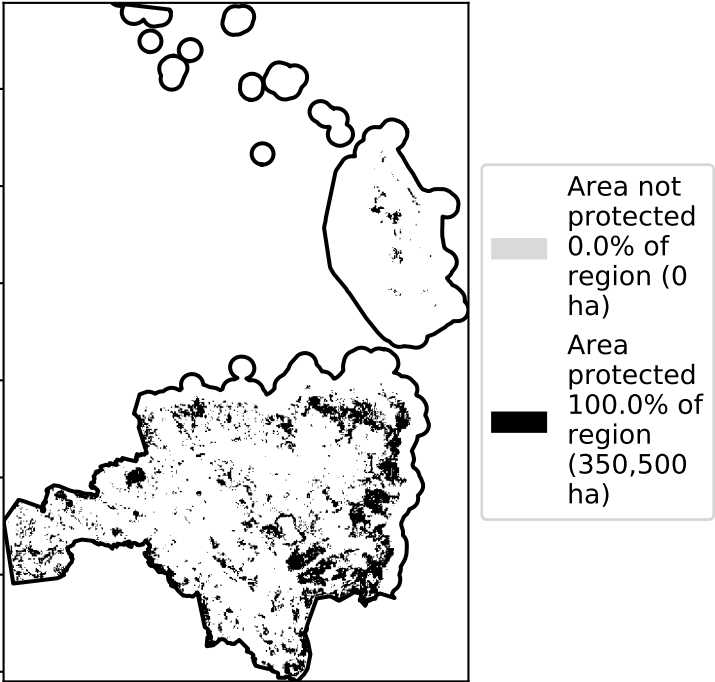 Area not
protected
0.0% of
region (0
ha)
Area
protected
100.0% of
region
(350,500
ha)